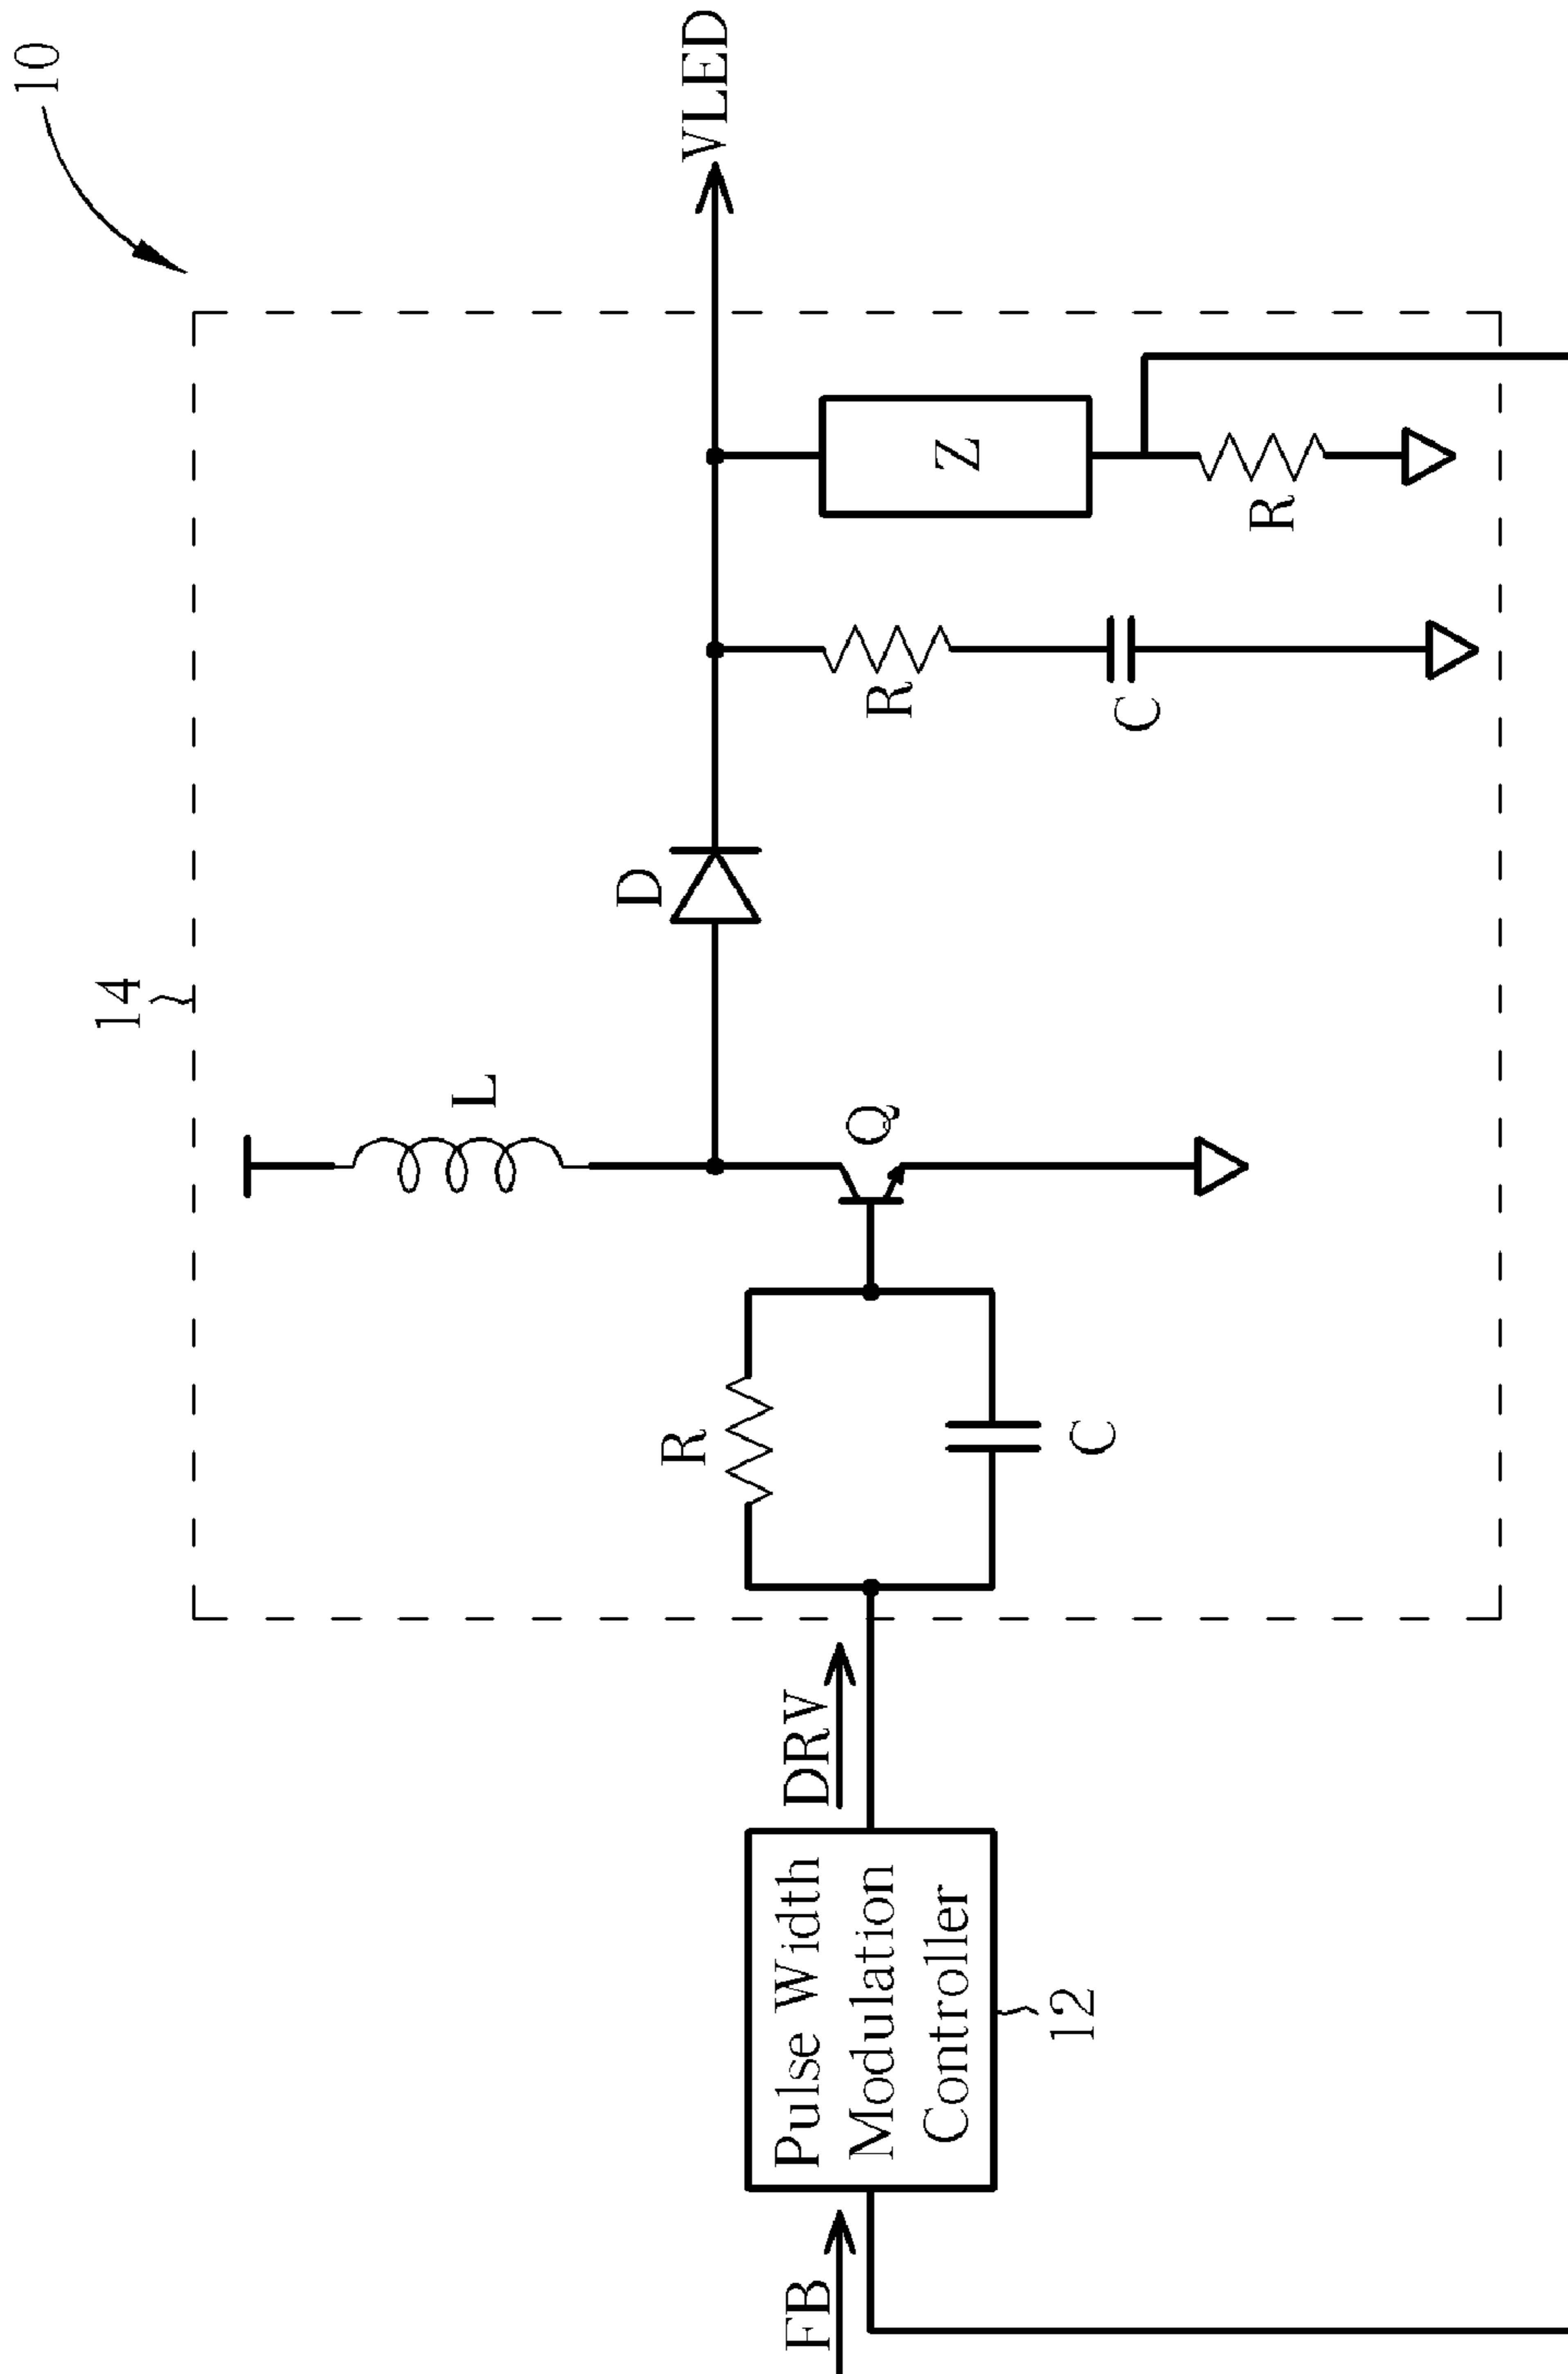 10
14
VLED
L
D
Z
Q
R
R
R
C
C
FB
DRV
Pulse Width
Modulation
Controller
12